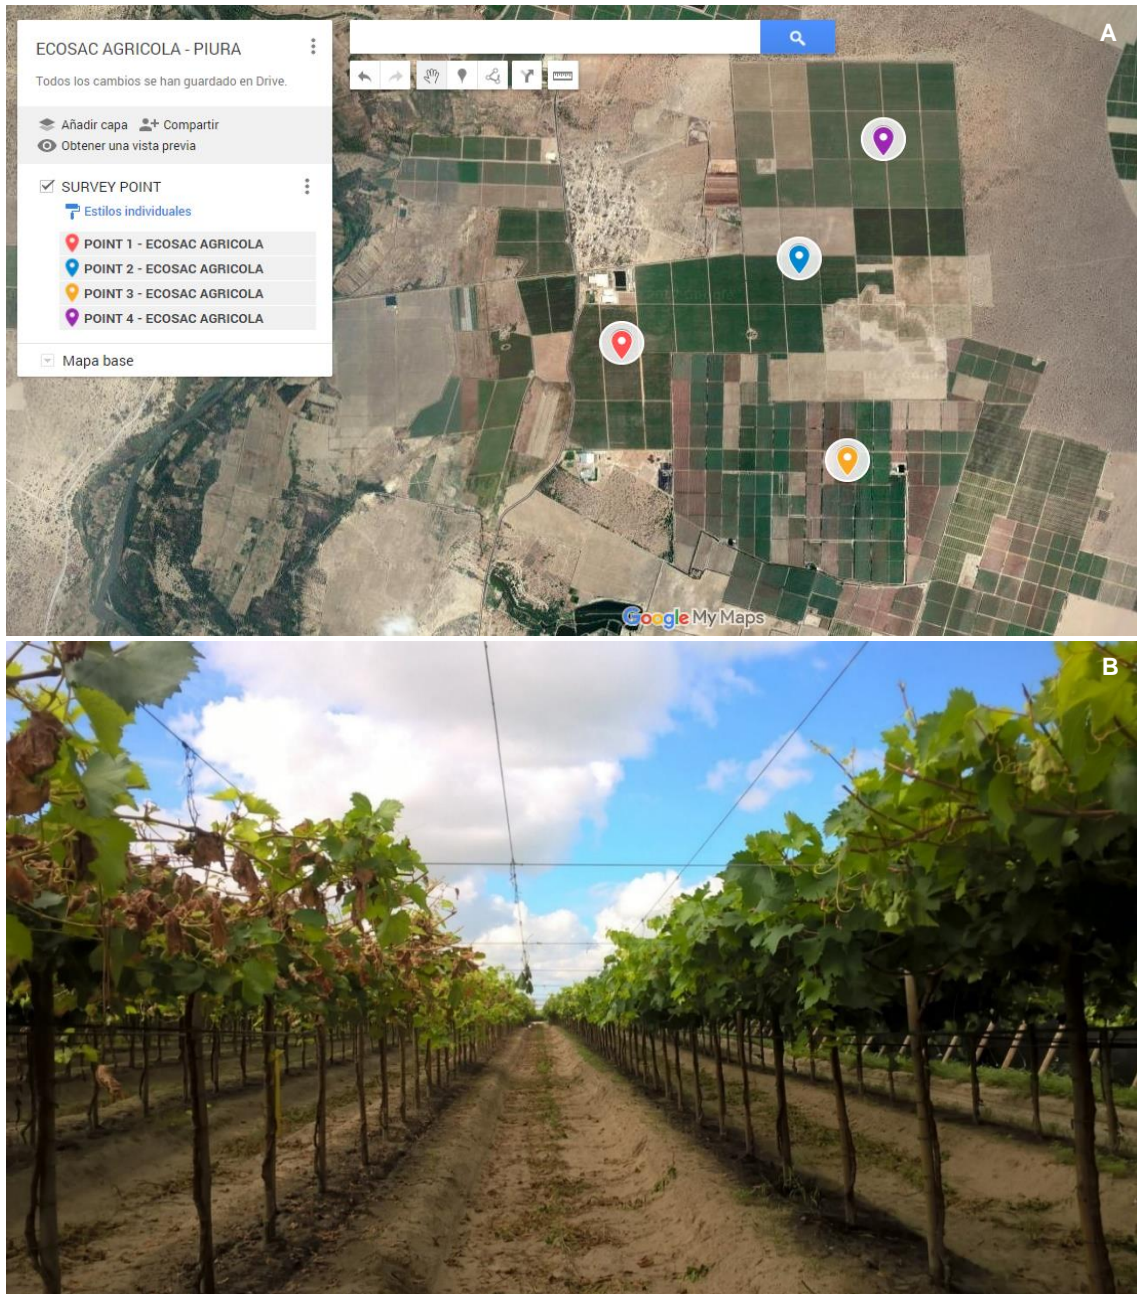 A
ECOSAC AGRICOLA - PIURA
Todos los cambios se han guardado en Drive.
Añadir capa Compartir
Obtener una vista previa
SURVEY POINT
Estilos individuales
POINT 1 - ECOSAC AGRICOLA
POINT 2 - ECOSAC AGRICOLA
POINT 3 - ECOSAC AGRICOLA
POINT 4 - ECOSAC AGRICOLA
Mapa base
Google My Maps
B